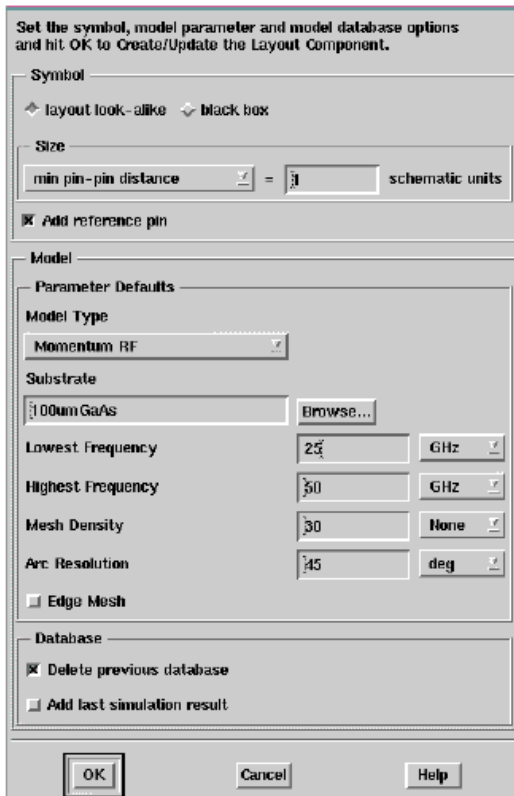 Set the symbol, model parameter and model database options
and hit OK to Create/Update the Layout Component.
Symbol
layout look-alike black box
Size
min pin-pin distance = 1 schematic units
Add reference pin
Model
Parameter Defaults
Model Type
Momentum RF
Substrate
100umGaAs Browse...
Lowest Frequency 25 GHz
Highest Frequency 60 GHz
Mesh Density 30 None
Arc Resolution 45 deg
Edge Mesh
Database
Delete previous database
Add last simulation result
OK Cancel Help